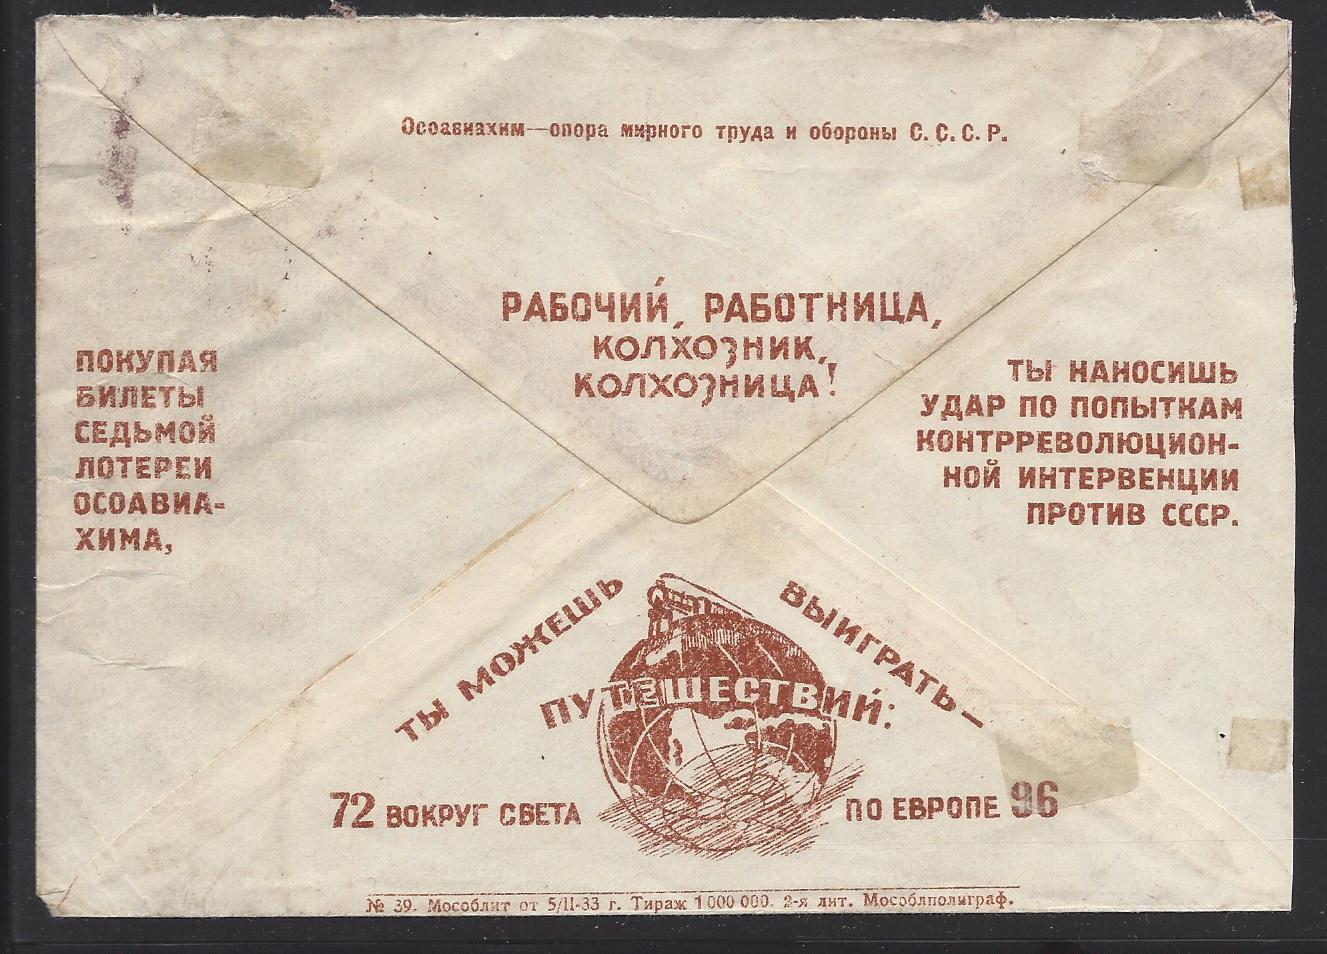 Осоавиахим—опора мирного труда и обороны С. С. С. Р.
РАБОЧИЙ, РАБОТНИЦА,
КОЛХОЗНИК,
КОЛХОЗНИЦА!
ПОКУПАЯ
БИЛЕТЫ
СЕДЬМОЙ
ЛОТЕРЕИ
ОСОАВИА-
ХИМА,
ТЫ НАНОСИШЬ
УДАР ПО ПОПЫТКАМ
КОНТРРЕВОЛЮЦИОН-
НОЙ ИНТЕРВЕНЦИИ
ПРОТИВ СССР.
ТЫ МОЖЕШЬ ВЫИГРАТЬ—
ПУТЕШЕСТВИЙ:
72 ВОКРУГ СВЕТА
ПО ЕВРОПЕ 96
№ 39. Мособлит от 5/II-33 г. Тираж 1 000 000. 2-я лит. Мособлполиграф.